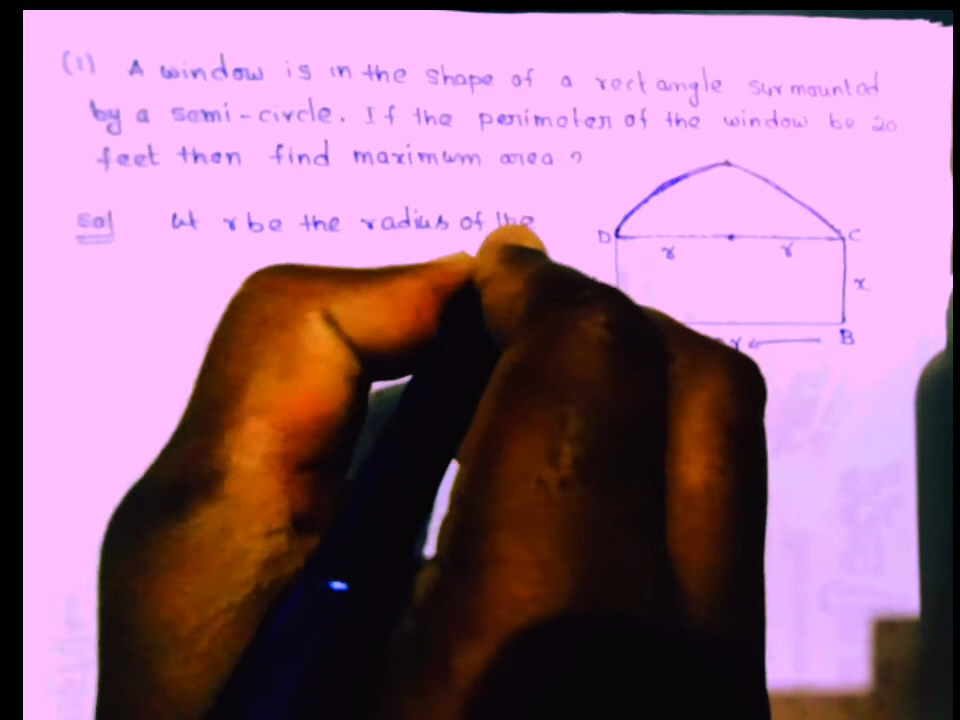 (1) A window is in the shape of a rectangle surmounted
by a semi-circle. If the perimeter of the window be 20
feet then find maximum area ?
Sol let r be the radius of the
D C
r r
x
r B